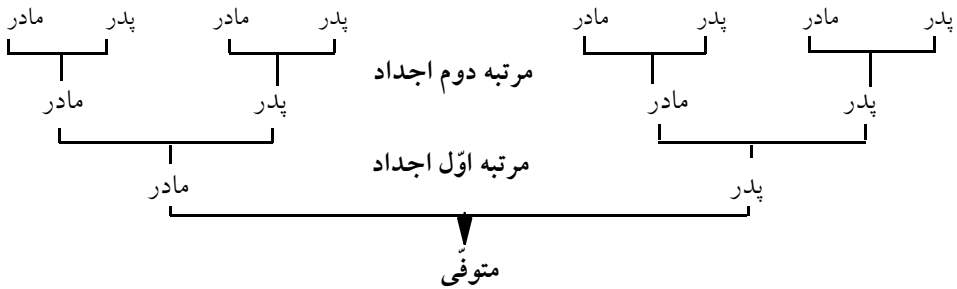 پدر مادر پدر مادر پدر مادر پدر مادر
مرتبه دوم اجداد
پدر مادر پدر مادر
مرتبه اوّل اجداد
پدر مادر
متوفّی